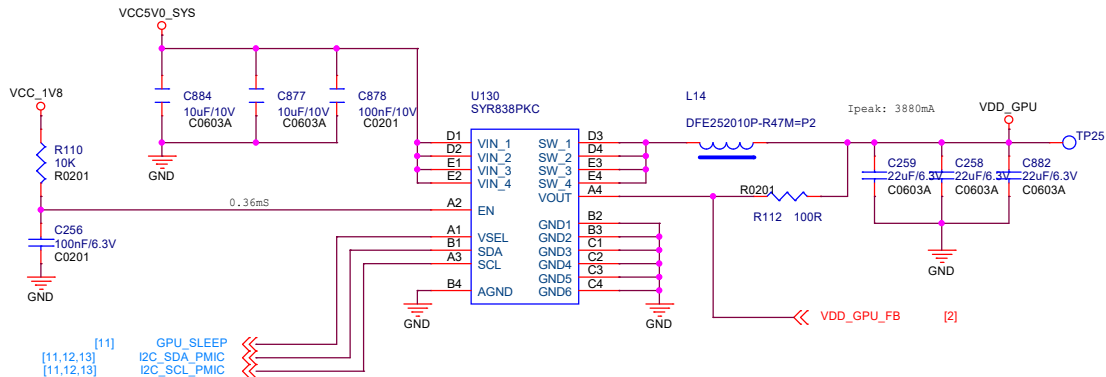 VCC5V0_SYS
VCC_1V8
R110
10K
R0201
C884
10uF/10V
C0603A
C877
10uF/10V
C0603A
C878
100nF/10V
C0201
GND
U130
SYR838PKC
D1 VIN_1 SW_1 D3
D2 VIN_2 SW_2 D4
E1 VIN_3 SW_3 E3
E2 VIN_4 SW_4 E4
VOUT A4
A2 EN
GND1 B2
A1 VSEL GND2 B3
B1 SDA GND3 C1
A3 SCL GND4 C2
GND5 C3
B4 AGND GND6 C4
0.36mS
C256
100nF/6.3V
C0201
GND
GND
GND
L14
DFE252010P-R47M=P2
Ipeak: 3880mA
VDD_GPU
TP25
R0201
R112 100R
C259
22uF/6.3V
C0603A
C258
22uF/6.3V
C0603A
C882
22uF/6.3V
C0603A
GND
VDD_GPU_FB [2]
[11] GPU_SLEEP
[11,12,13] I2C_SDA_PMIC
[11,12,13] I2C_SCL_PMIC